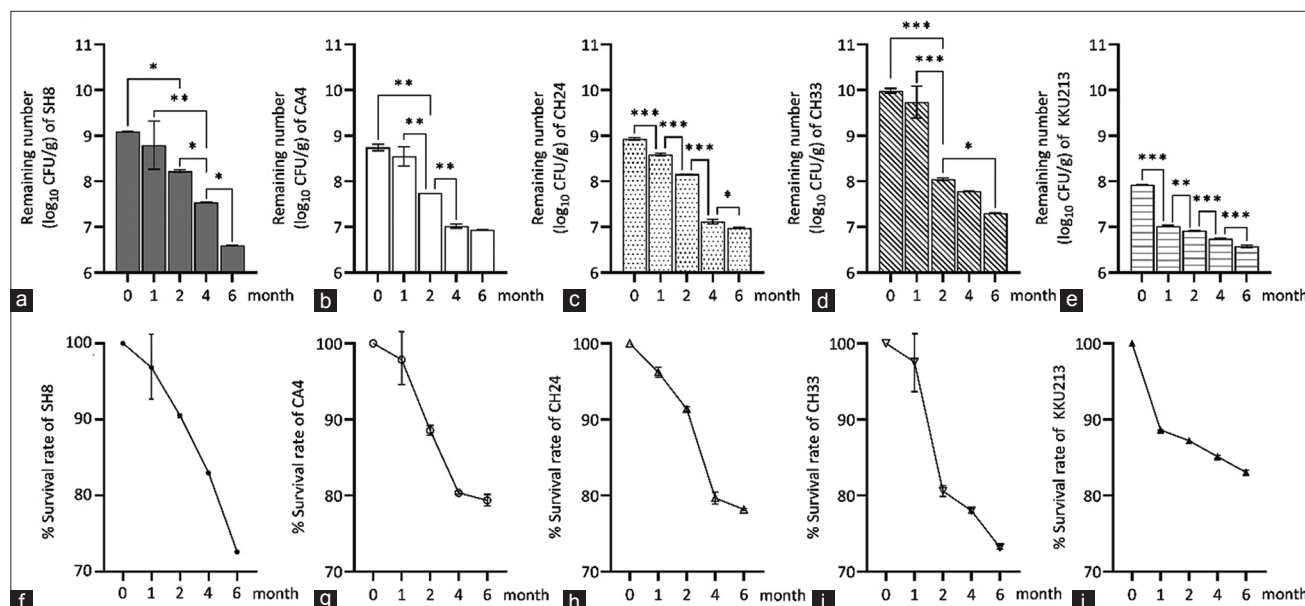 Remaining number
(log10 CFU/g) of SH8
11
10
9
8
7
6
*
**
*
*
0 1 2 4 6 month
a
Remaining number
(log10 CFU/g) of CA4
11
10
9
8
7
6
**
**
**
0 1 2 4 6 month
b
Remaining number
(log10 CFU/g) of CH24
11
10
9
8
7
6
***
***
***
*
0 1 2 4 6 month
c
Remaining number
(log10 CFU/g) of CH33
11
10
9
8
7
6
***
***
*
0 1 2 4 6 month
d
Remaining number
(log10 CFU/g) of KKU213
11
10
9
8
7
6
***
**
***
***
0 1 2 4 6 month
e
% Survival rate of SH8
100
90
80
70
0 1 2 4 6 month
f
% Survival rate of CA4
100
90
80
70
0 1 2 4 6 month
g
% Survival rate of CH24
100
90
80
70
0 1 2 4 6 month
h
% Survival rate of CH33
100
90
80
70
0 1 2 4 6 month
i
% Survival rate of KKU213
100
90
80
70
0 1 2 4 6 month
j